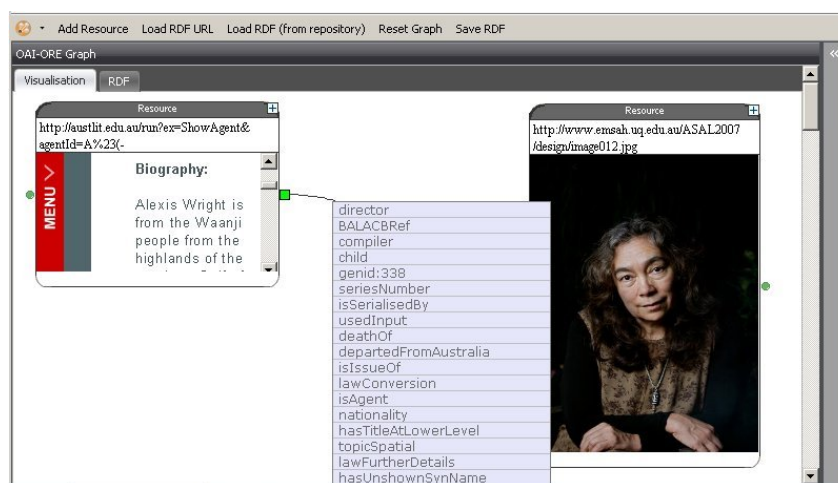 Add Resource Load RDF URL Load RDF (from repository) Reset Graph Save RDF
OAI-ORE Graph
Visualisation RDF
Resource
http://austlit.edu.au/run?ex=ShowAgent&
agentId=A%23(-
MENU
Biography:
Alexis Wright is
from the Waanji
people from the
highlands of the
director
BALACBRef
compiler
child
genid:338
seriesNumber
isSerialisedBy
usedInput
deathOf
departedFromAustralia
isIssueOf
lawConversion
isAgent
nationality
hasTitleAtLowerLevel
topicSpatial
lawFurtherDetails
hasUnshownSynName
Resource
http://www.emsah.uq.edu.au/ASAL2007
/design/image012.jpg